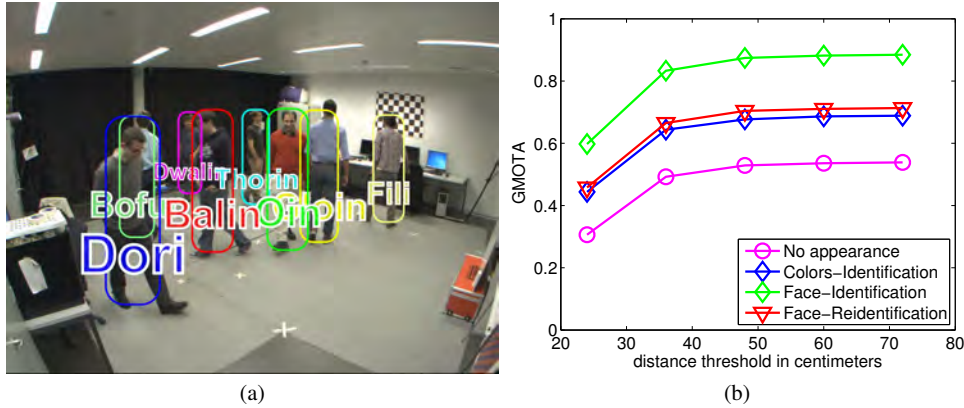 Dwalin
Thorin
Fili
Bofu
Balin
Oin
Gloin
Dori
(a)
1
0.8
0.6
0.4
0.2
0
GMOTA
20 30 40 50 60 70 80
distance threshold in centimeters
No appearance
Colors-Identification
Face-Identification
Face-Reidentification
(b)